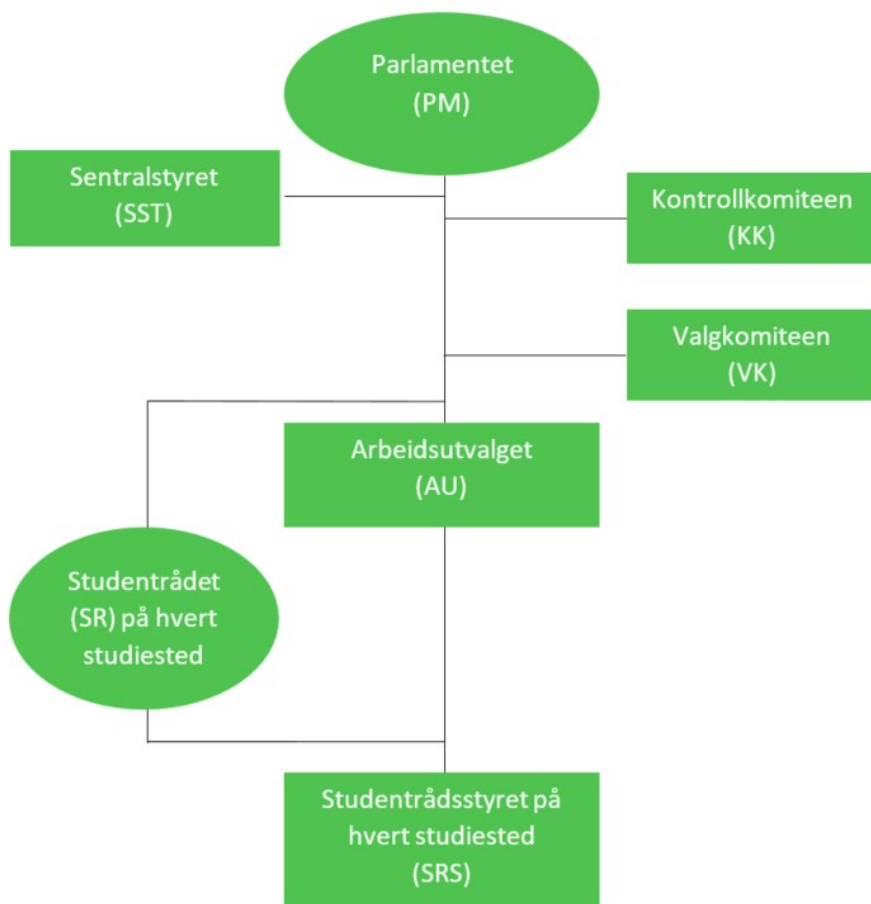 Parlamentet
(PM)
Sentralstyret
(SST)
Kontrollkomiteen
(KK)
Valgkomiteen
(VK)
Arbeidsutvalget
(AU)
Studentrådet
(SR) på hvert
studiested
Studentrådsstyret på
hvert studiested
(SRS)